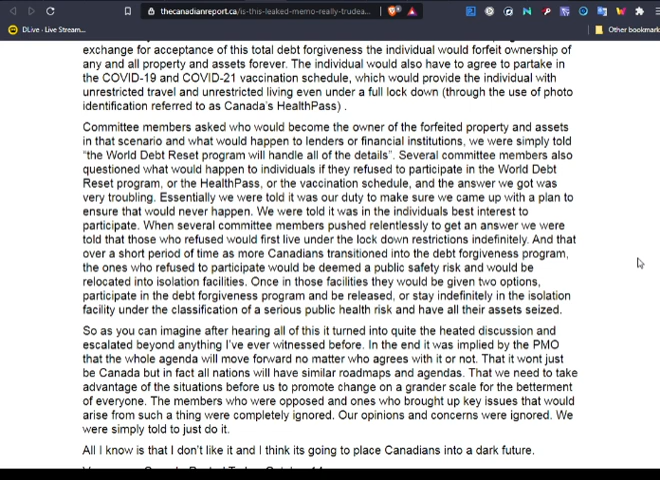 thecanadianreport.ca/is-this-leaked-memo-really-trudea...
DLive - Live Stream...
Other bookmark
exchange for acceptance of this total debt forgiveness the individual would forfeit ownership of
any and all property and assets forever. The individual would also have to agree to partake in
the COVID-19 and COVID-21 vaccination schedule, which would provide the individual with
unrestricted travel and unrestricted living even under a full lock down (through the use of photo
identification referred to as Canada's HealthPass) .
Committee members asked who would become the owner of the forfeited property and assets
in that scenario and what would happen to lenders or financial institutions, we were simply told
"the World Debt Reset program will handle all of the details". Several committee members also
questioned what would happen to individuals if they refused to participate in the World Debt
Reset program, or the HealthPass, or the vaccination schedule, and the answer we got was
very troubling. Essentially we were told it was our duty to make sure we came up with a plan to
ensure that would never happen. We were told it was in the individuals best interest to
participate. When several committee members pushed relentlessly to get an answer we were
told that those who refused would first live under the lock down restrictions indefinitely. And that
over a short period of time as more Canadians transitioned into the debt forgiveness program,
the ones who refused to participate would be deemed a public safety risk and would be
relocated into isolation facilities. Once in those facilities they would be given two options,
participate in the debt forgiveness program and be released, or stay indefinitely in the isolation
facility under the classification of a serious public health risk and have all their assets seized.
So as you can imagine after hearing all of this it turned into quite the heated discussion and
escalated beyond anything I've ever witnessed before. In the end it was implied by the PMO
that the whole agenda will move forward no matter who agrees with it or not. That it wont just
be Canada but in fact all nations will have similar roadmaps and agendas. That we need to take
advantage of the situations before us to promote change on a grander scale for the betterment
of everyone. The members who were opposed and ones who brought up key issues that would
arise from such a thing were completely ignored. Our opinions and concerns were ignored. We
were simply told to just do it.
All I know is that I don't like it and I think its going to place Canadians into a dark future.